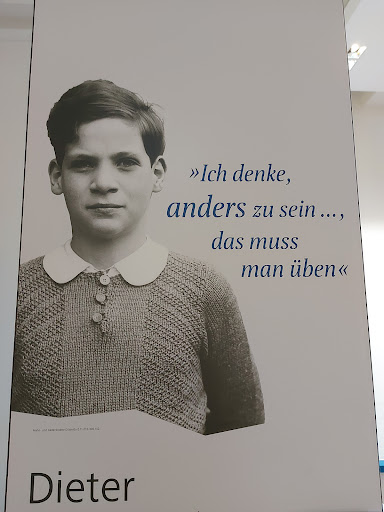 »Ich denke,
anders zu sein ...,
das muss
man üben«
Dieter